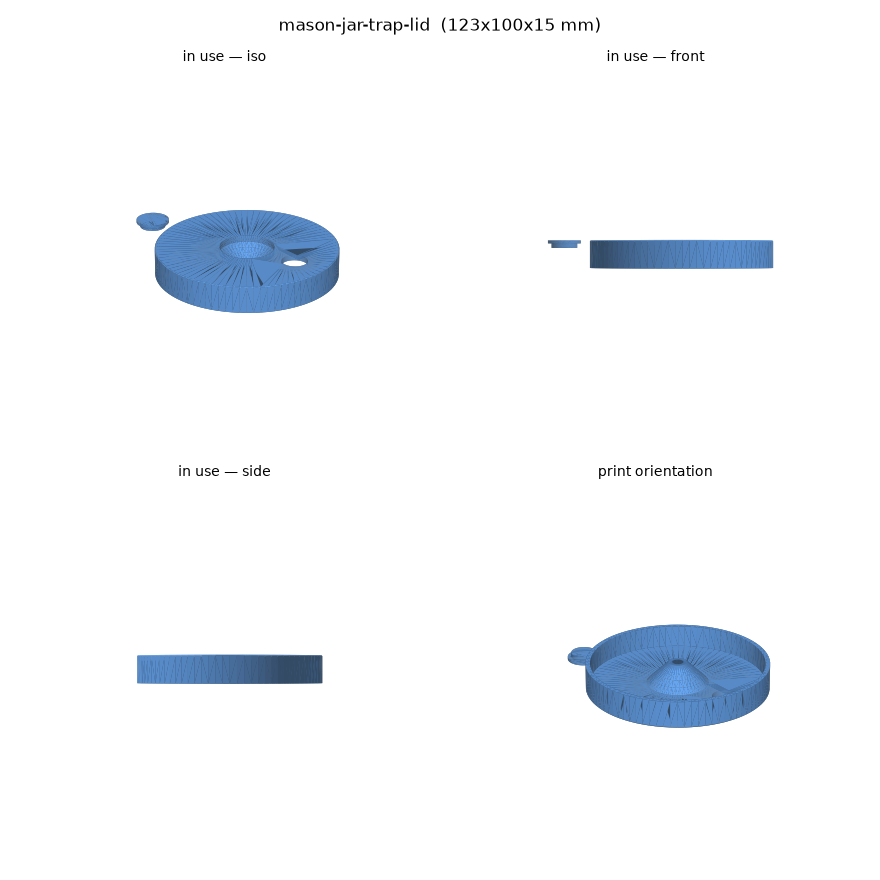 mason-jar-trap-lid  (123x100x15 mm)
in use — iso
in use — front
in use — side
print orientation